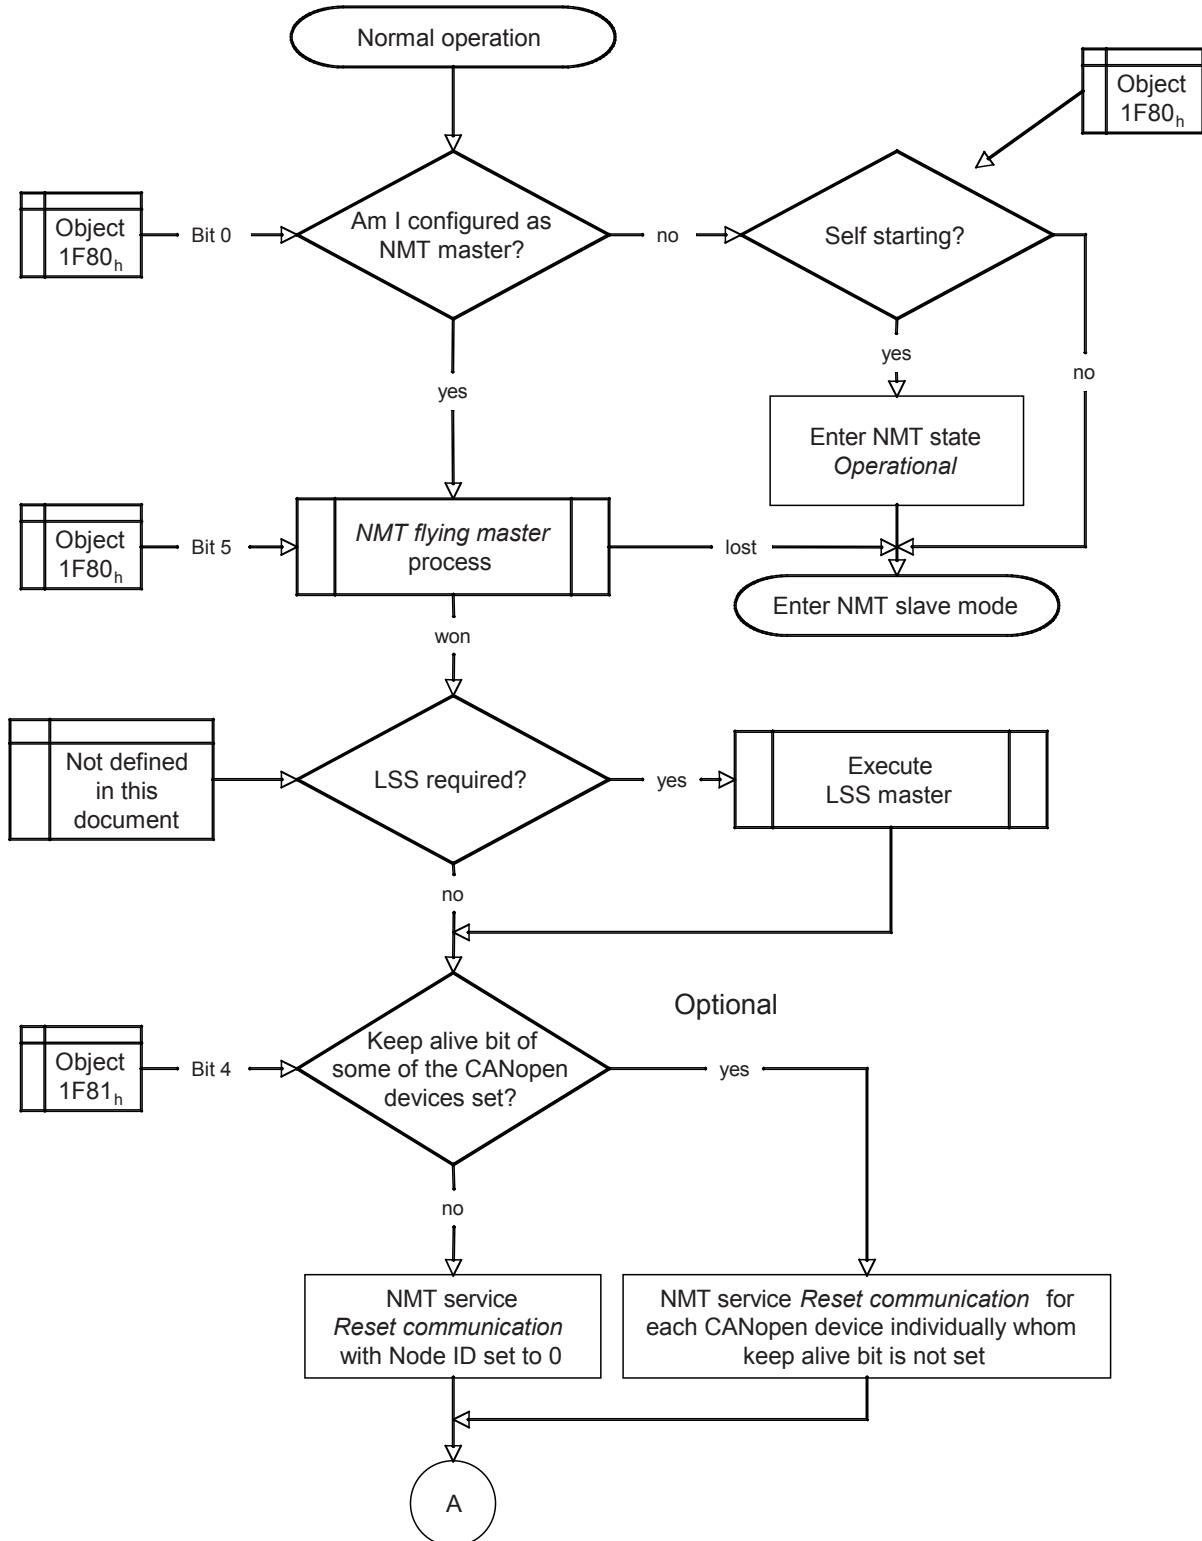 Normal operation
Object
1F80h
Object
1F80h
Bit 0
Am I configured as
NMT master?
no
Self starting?
yes
yes
no
Enter NMT state
Operational
Object
1F80h
Bit 5
NMT flying master
process
lost
Enter NMT slave mode
won
Not defined
in this
document
LSS required?
yes
Execute
LSS master
no
Optional
Object
1F81h
Bit 4
Keep alive bit of
some of the CANopen
devices set?
yes
no
NMT service
Reset communication
with Node ID set to 0
NMT service Reset communication for
each CANopen device individually whom
keep alive bit is not set
A